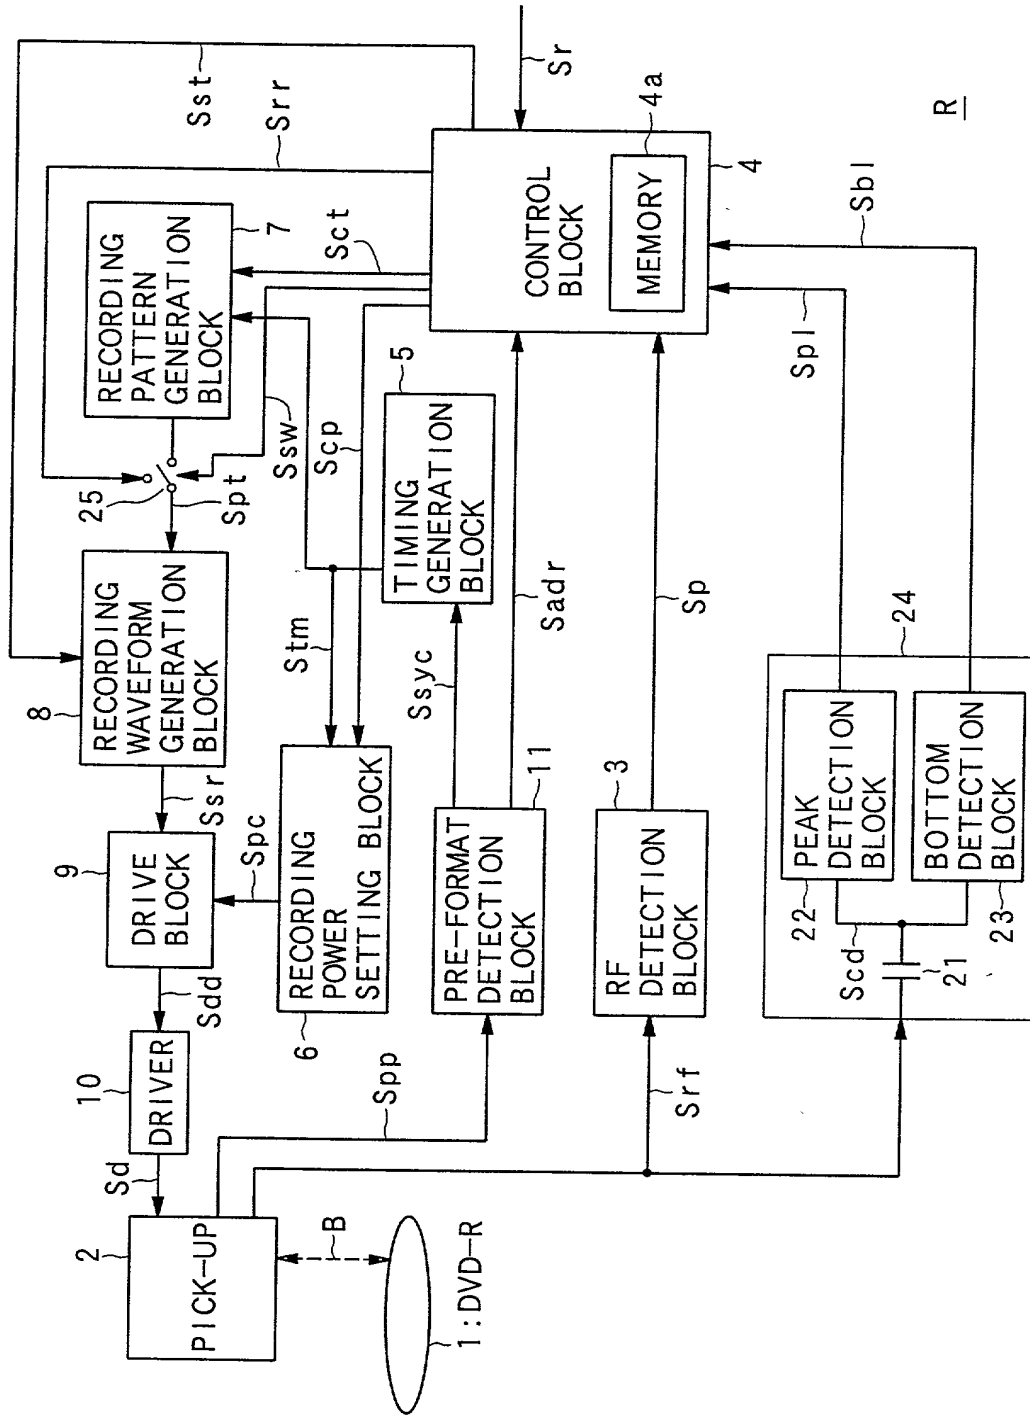 1:DVD-R
B
2
PICK-UP
Sd
10
DRIVER
Sdd
9
DRIVE
BLOCK
Ssr
8
RECORDING
WAVEFORM
GENERATION
BLOCK
Spt
25
RECORDING
PATTERN
GENERATION
BLOCK
7
Sst
Srr
Sct
Ssw
Scp
Stm
Spc
RECORDING
POWER
SETTING BLOCK
6
5
TIMING
GENERATION
BLOCK
Ssyc
Sadr
Spp
PRE-FORMAT
DETECTION
BLOCK
11
3
RF
DETECTION
BLOCK
Sp
Srf
CONTROL
BLOCK
MEMORY
4a
4
Sr
Spl
Sbl
24
PEAK
DETECTION
BLOCK
22
BOTTOM
DETECTION
BLOCK
23
Scd
21
R